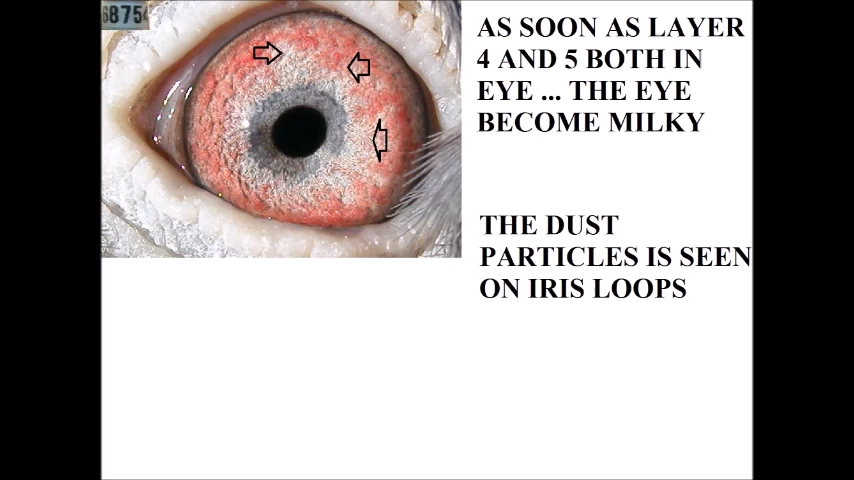 6875
AS SOON AS LAYER
4 AND 5 BOTH IN
EYE ... THE EYE
BECOME MILKY
THE DUST
PARTICLES IS SEEN
ON IRIS LOOPS